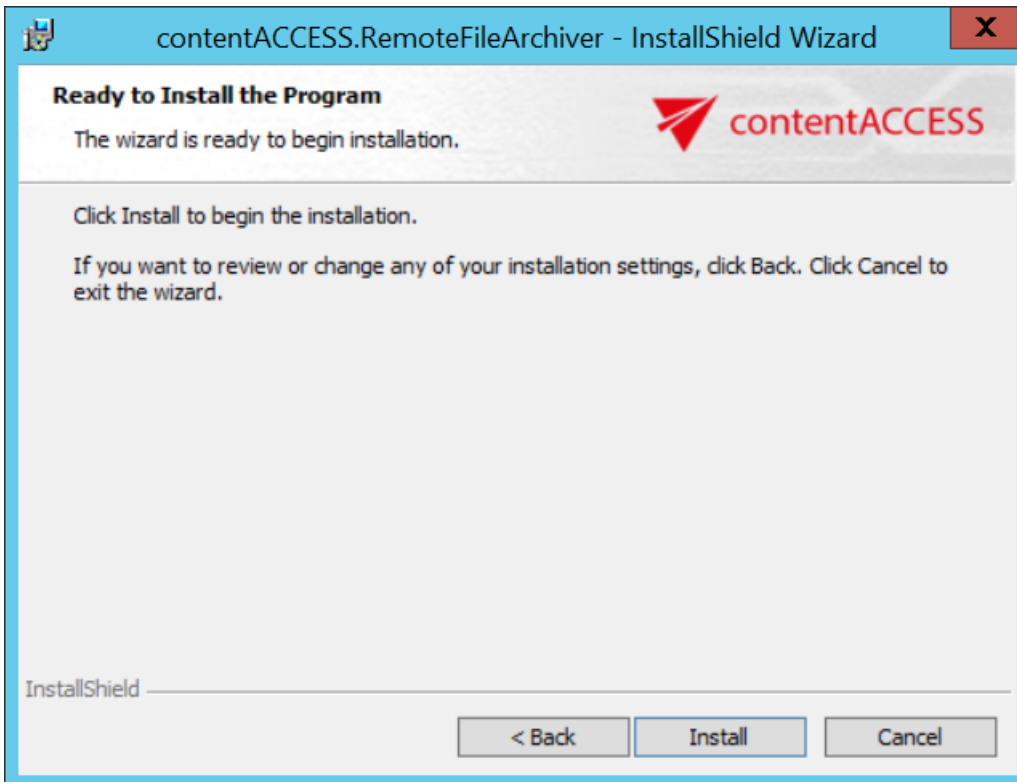 contentACCESS.RemoteFileArchiver - InstallShield Wizard
X
Ready to Install the Program
The wizard is ready to begin installation.
contentACCESS
Click Install to begin the installation.
If you want to review or change any of your installation settings, click Back. Click Cancel to
exit the wizard.
InstallShield
< Back
Install
Cancel